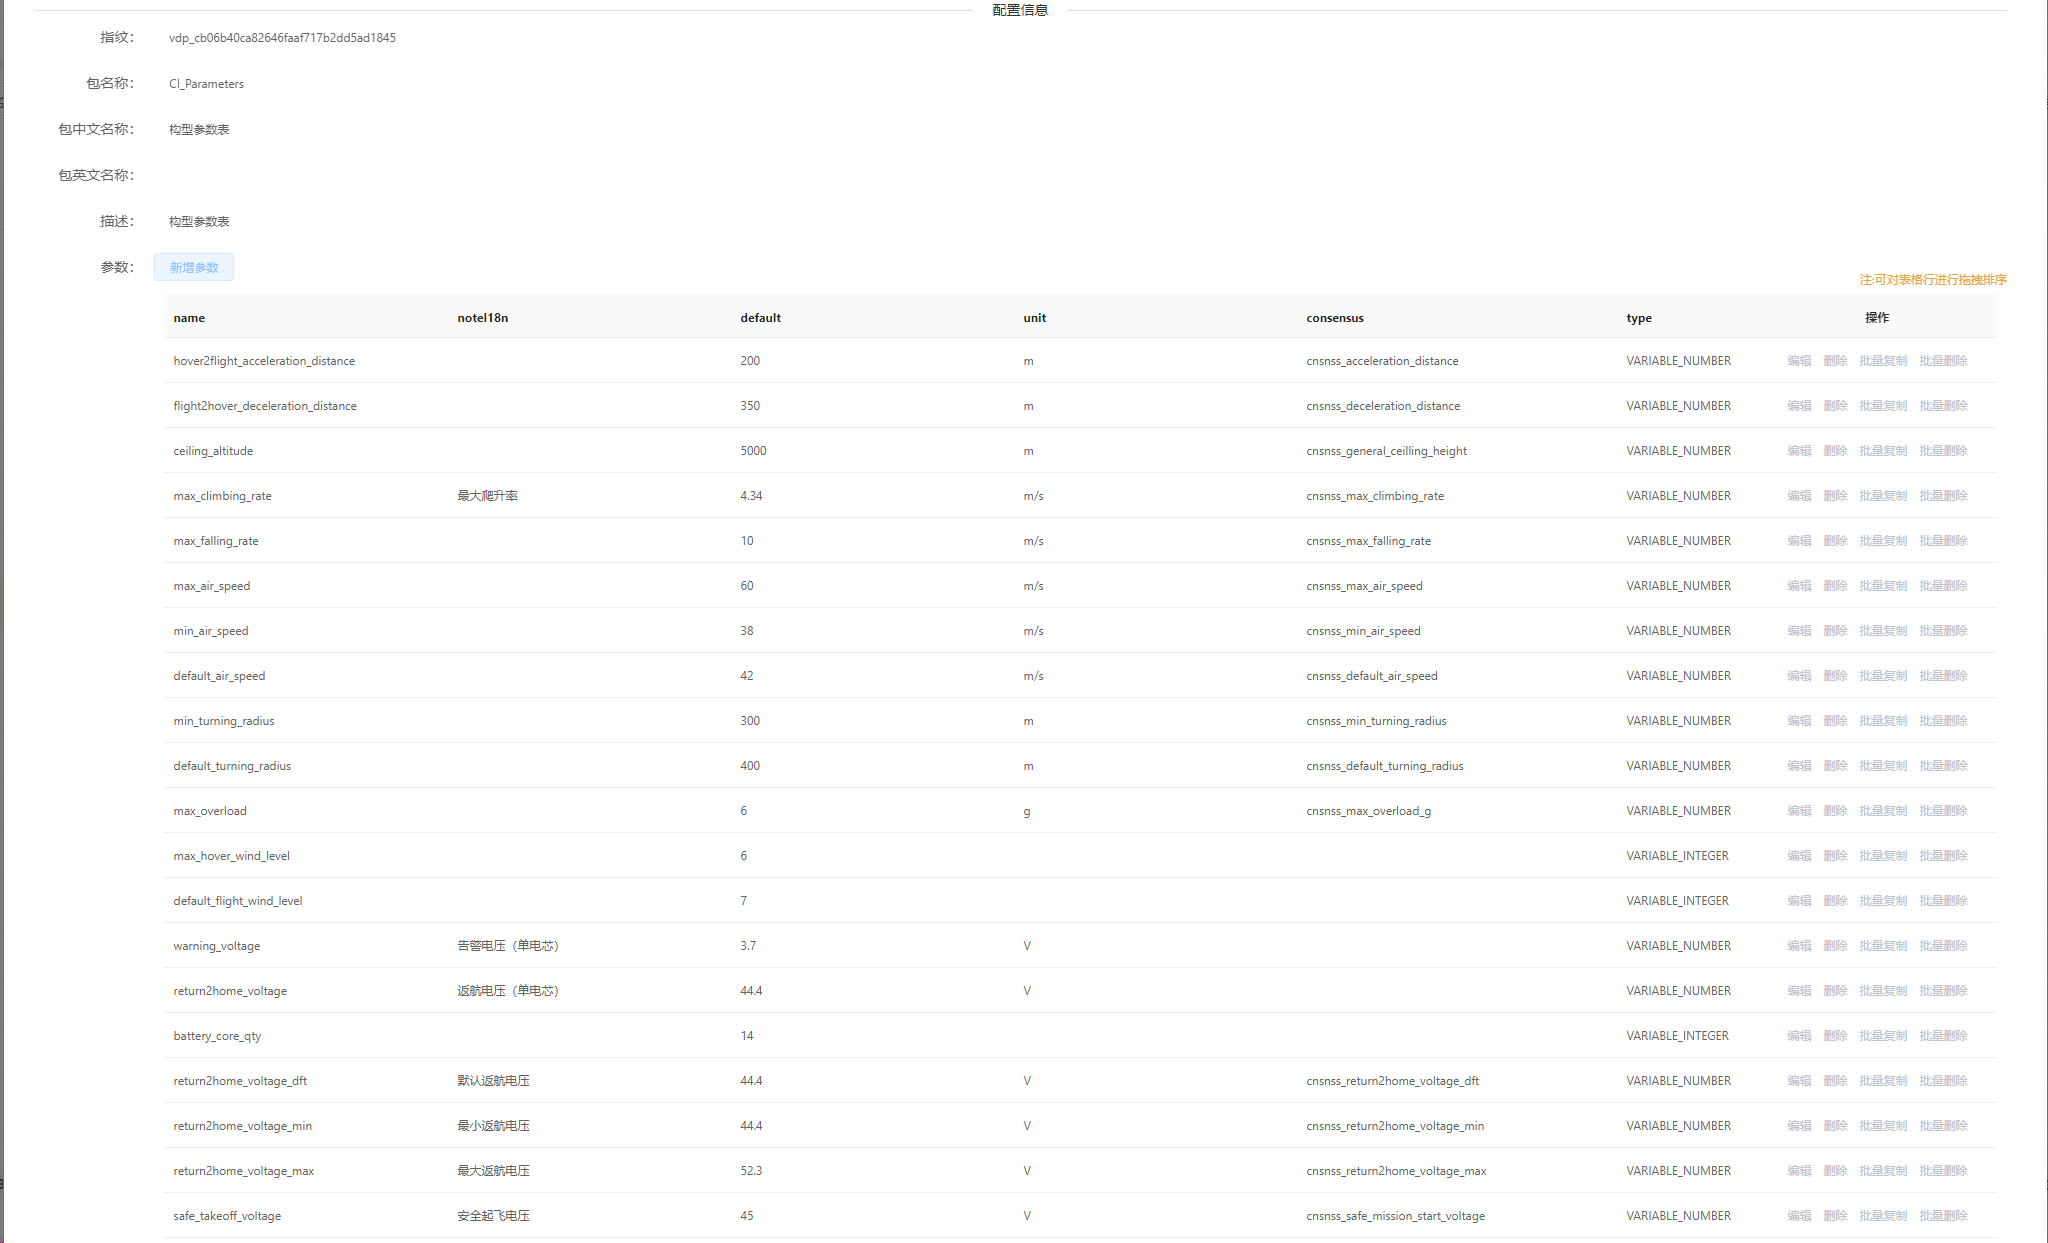 配置信息
指纹： vdp_cb06b40ca82646faaf717b2dd5ad1845
包名称： CI_Parameters
包中文名称： 构型参数表
包英文名称：
描述： 构型参数表
参数： 新增参数
注:可对表格行进行拖拽排序
name noteI18n default unit consensus type 操作
hover2flight_acceleration_distance 200 m cnsnss_acceleration_distance VARIABLE_NUMBER 编辑 删除 批量复制 批量删除
flight2hover_deceleration_distance 350 m cnsnss_deceleration_distance VARIABLE_NUMBER 编辑 删除 批量复制 批量删除
ceiling_altitude 5000 m cnsnss_general_ceilling_height VARIABLE_NUMBER 编辑 删除 批量复制 批量删除
max_climbing_rate 最大爬升率 4.34 m/s cnsnss_max_climbing_rate VARIABLE_NUMBER 编辑 删除 批量复制 批量删除
max_falling_rate 10 m/s cnsnss_max_falling_rate VARIABLE_NUMBER 编辑 删除 批量复制 批量删除
max_air_speed 60 m/s cnsnss_max_air_speed VARIABLE_NUMBER 编辑 删除 批量复制 批量删除
min_air_speed 38 m/s cnsnss_min_air_speed VARIABLE_NUMBER 编辑 删除 批量复制 批量删除
default_air_speed 42 m/s cnsnss_default_air_speed VARIABLE_NUMBER 编辑 删除 批量复制 批量删除
min_turning_radius 300 m cnsnss_min_turning_radius VARIABLE_NUMBER 编辑 删除 批量复制 批量删除
default_turning_radius 400 m cnsnss_default_turning_radius VARIABLE_NUMBER 编辑 删除 批量复制 批量删除
max_overload 6 g cnsnss_max_overload_g VARIABLE_NUMBER 编辑 删除 批量复制 批量删除
max_hover_wind_level 6 VARIABLE_INTEGER 编辑 删除 批量复制 批量删除
default_flight_wind_level 7 VARIABLE_INTEGER 编辑 删除 批量复制 批量删除
warning_voltage 告警电压（单电芯） 3.7 V VARIABLE_NUMBER 编辑 删除 批量复制 批量删除
return2home_voltage 返航电压（单电芯） 44.4 V VARIABLE_NUMBER 编辑 删除 批量复制 批量删除
battery_core_qty 14 VARIABLE_INTEGER 编辑 删除 批量复制 批量删除
return2home_voltage_dft 默认返航电压 44.4 V cnsnss_return2home_voltage_dft VARIABLE_NUMBER 编辑 删除 批量复制 批量删除
return2home_voltage_min 最小返航电压 44.4 V cnsnss_return2home_voltage_min VARIABLE_NUMBER 编辑 删除 批量复制 批量删除
return2home_voltage_max 最大返航电压 52.3 V cnsnss_return2home_voltage_max VARIABLE_NUMBER 编辑 删除 批量复制 批量删除
safe_takeoff_voltage 安全起飞电压 45 V cnsnss_safe_mission_start_voltage VARIABLE_NUMBER 编辑 删除 批量复制 批量删除